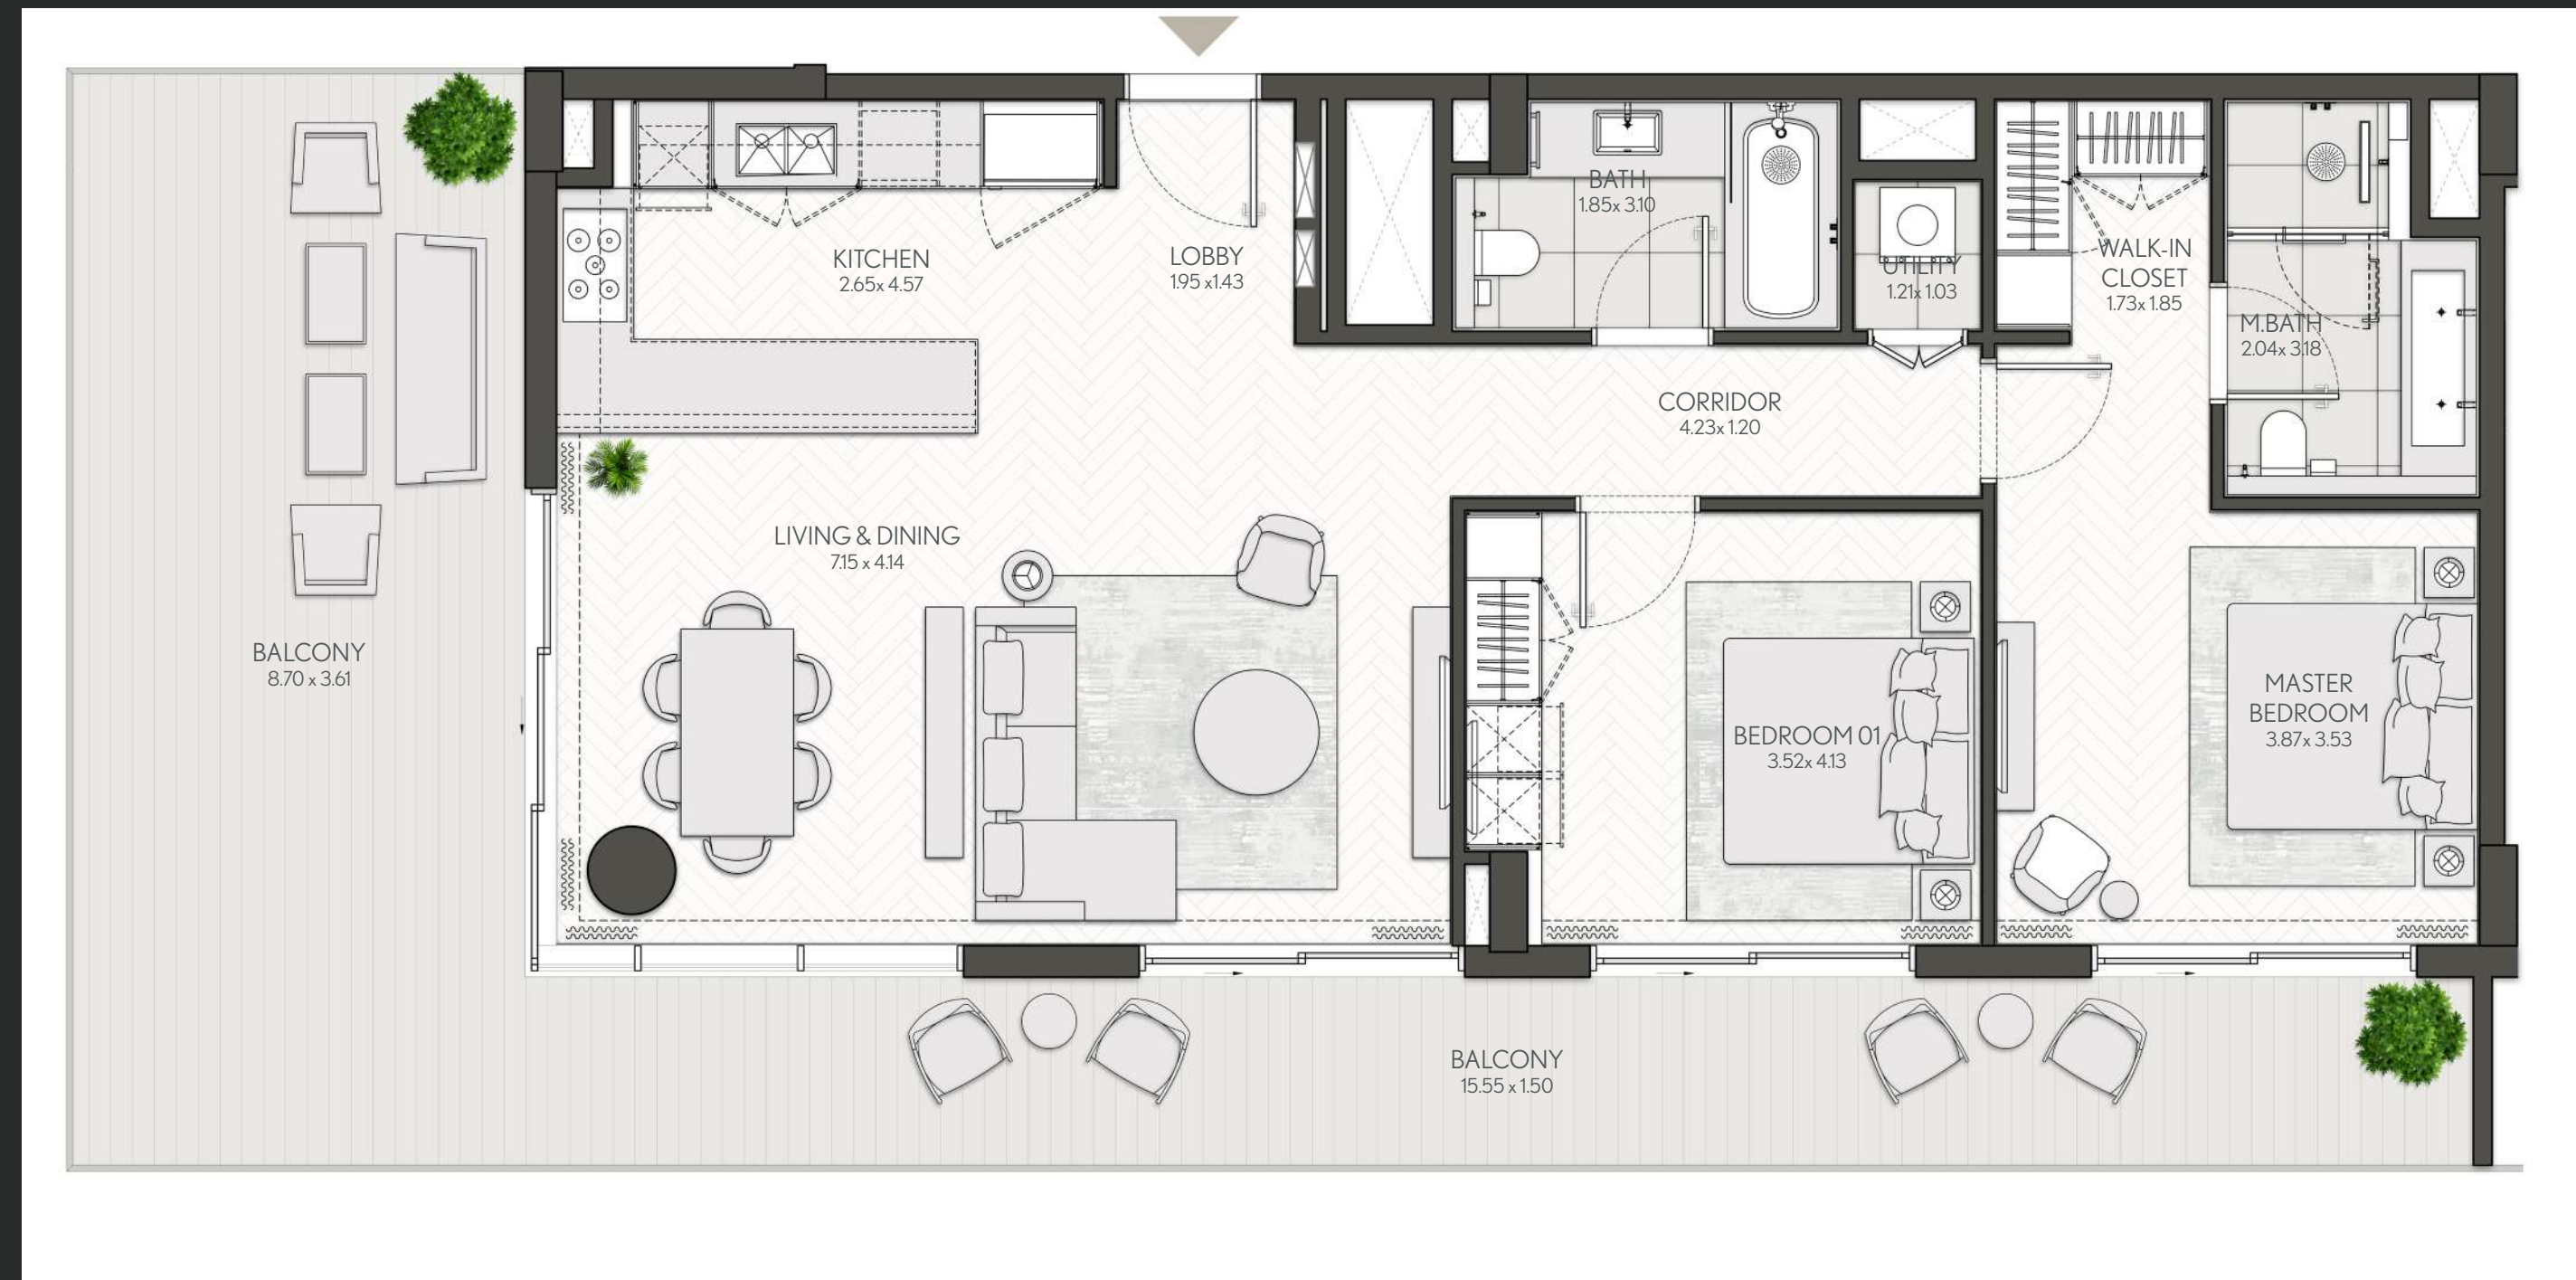 KITCHEN
2.65x 4.57
LOBBY
1.95 x1.43
BATH
1.85x 3.10
UTILITY
1.21x 1.03
WALK-IN
CLOSET
1.73x 1.85
M.BATH
2.04x 3.18
CORRIDOR
4.23x 1.20
LIVING & DINING
7.15 x 4.14
BALCONY
8.70 x 3.61
BEDROOM 01
3.52x 4.13
MASTER
BEDROOM
3.87x 3.53
BALCONY
15.55 x 1.50